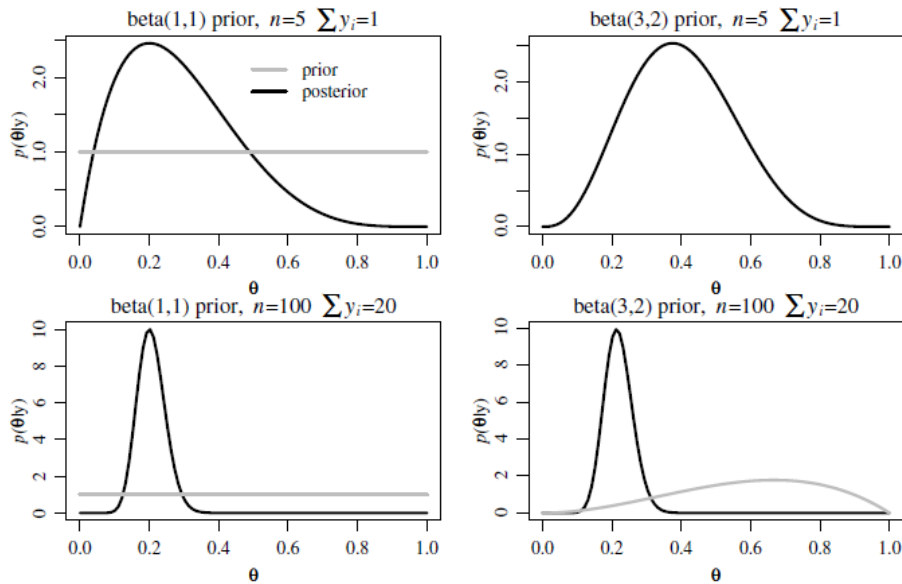 beta(1,1) prior, n=5 ∑yᵢ=1
p(θ|y)
0.0 1.0 2.0
prior
posterior
0.0 0.2 0.4 0.6 0.8 1.0
θ
beta(3,2) prior, n=5 ∑yᵢ=1
p(θ|y)
0.0 1.0 2.0
0.0 0.2 0.4 0.6 0.8 1.0
θ
beta(1,1) prior, n=100 ∑yᵢ=20
p(θ|y)
0 2 4 6 8 10
0.0 0.2 0.4 0.6 0.8 1.0
θ
beta(3,2) prior, n=100 ∑yᵢ=20
p(θ|y)
0 2 4 6 8 10
0.0 0.2 0.4 0.6 0.8 1.0
θ